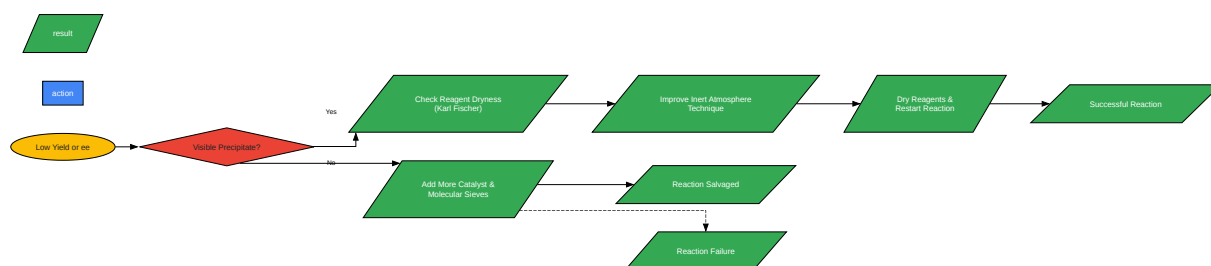 result
action
Low Yield or ee
Visible Precipitate?
Yes
No
Check Reagent Dryness
(Karl Fischer)
Improve Inert Atmosphere
Technique
Dry Reagents &
Restart Reaction
Successful Reaction
Add More Catalyst &
Molecular Sieves
Reaction Salvaged
Reaction Failure